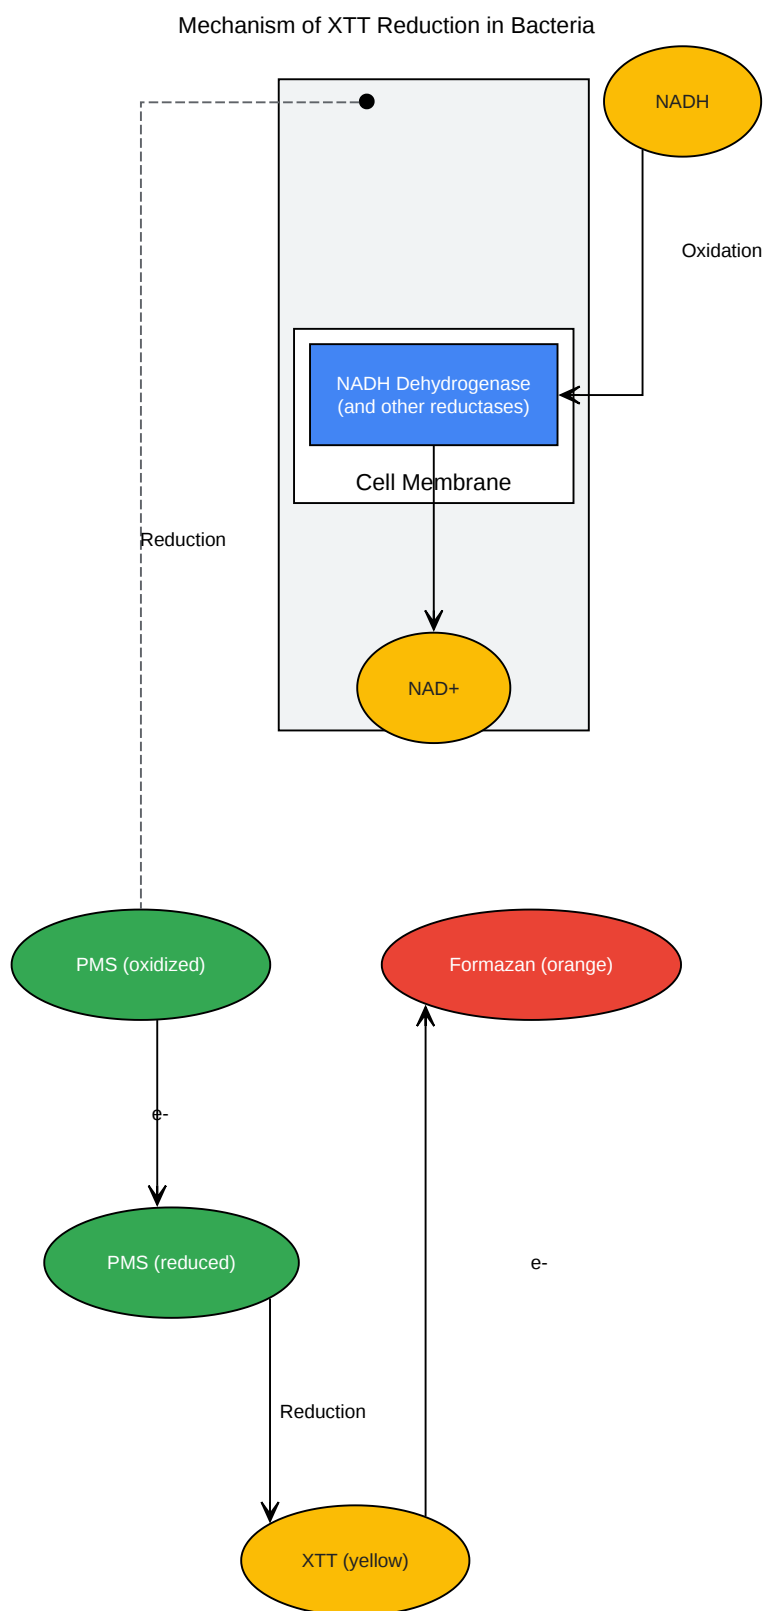 Mechanism of XTT Reduction in Bacteria
NADH
Oxidation
NADH Dehydrogenase
(and other reductases)
Cell Membrane
Reduction
NAD+
PMS (oxidized)
Formazan (orange)
e-
PMS (reduced)
e-
Reduction
XTT (yellow)